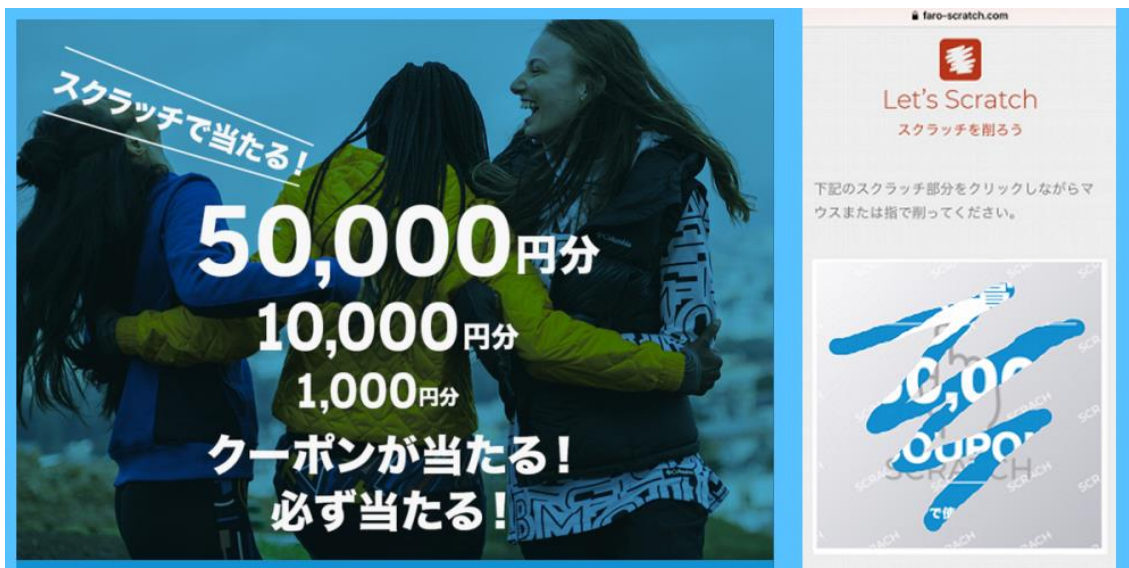 スクラッチで当たる!
50,000円分
10,000円分
1,000円分
クーポンが当たる!
必ず当たる!
Columbia
faro-scratch.com
Let's Scratch
スクラッチを削ろう
下記のスクラッチ部分をクリックしながらマ
ウスまたは指で削ってください。
SCRATCH